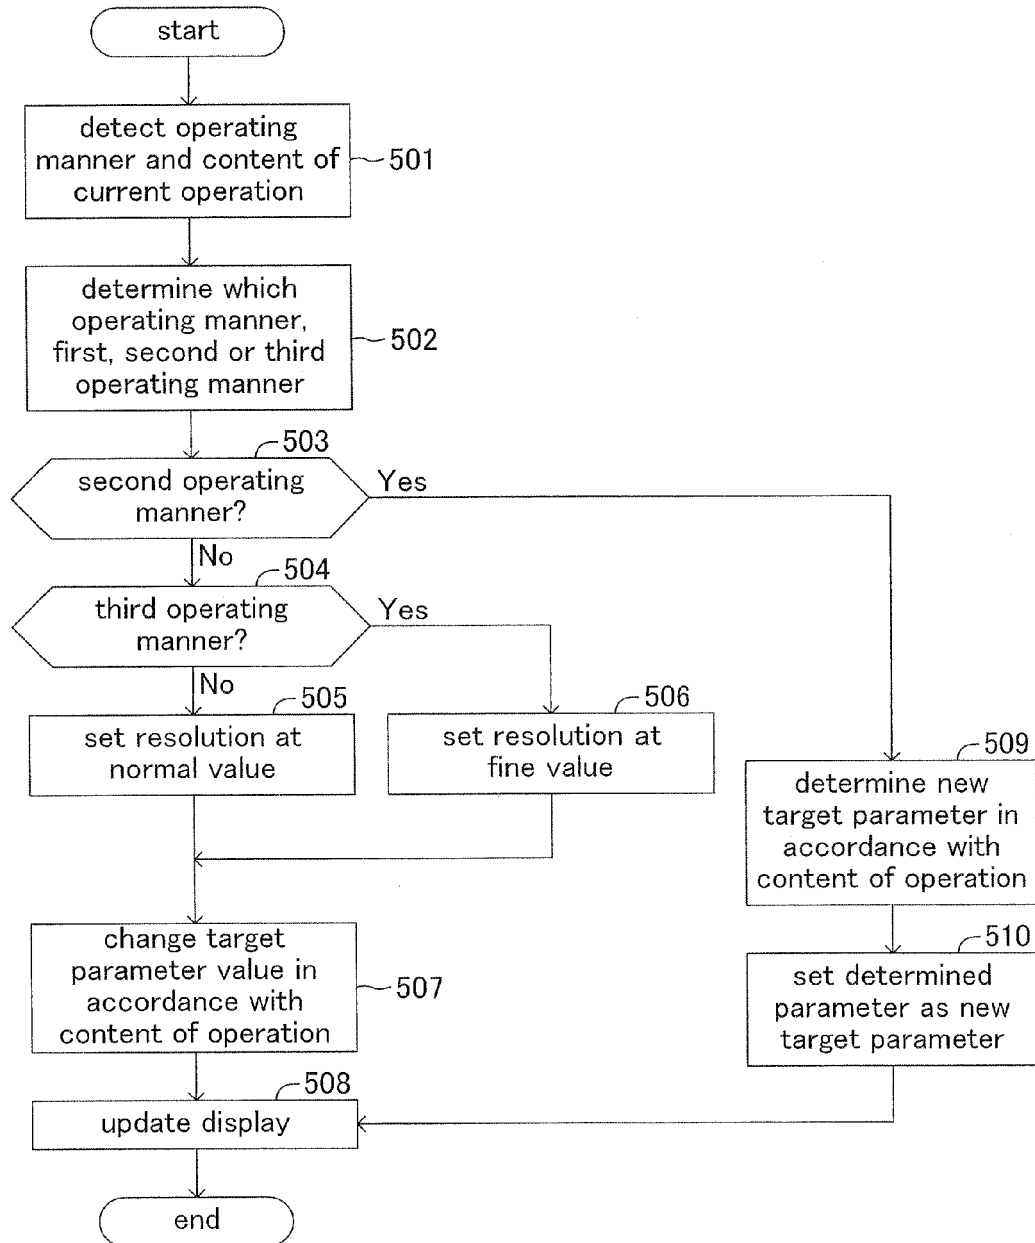 start
detect operating
manner and content of
current operation
501
determine which
operating manner,
first, second or third
operating manner
502
503
second operating
manner?
Yes
No
504
third operating
manner?
Yes
No
505
set resolution at
normal value
506
set resolution at
fine value
509
determine new
target parameter in
accordance with
content of operation
change target
parameter value in
accordance with
content of operation
507
510
set determined
parameter as new
target parameter
508
update display
end